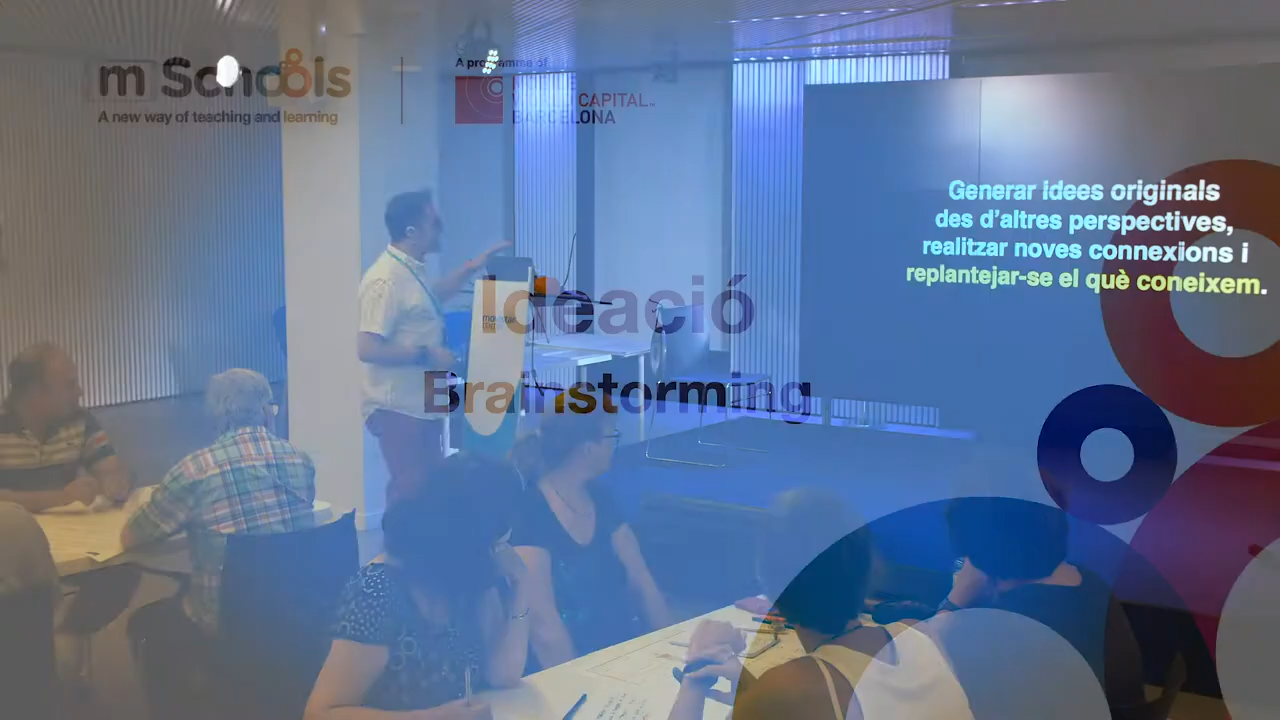 m Schools
A new way of teaching and learning
A programme of
CAPITAL
BARCELONA
Generar idees originals
des d'altres perspectives,
realitzar noves connexions i
replantejar-se el què coneixem.
Ideació
Brainstorming